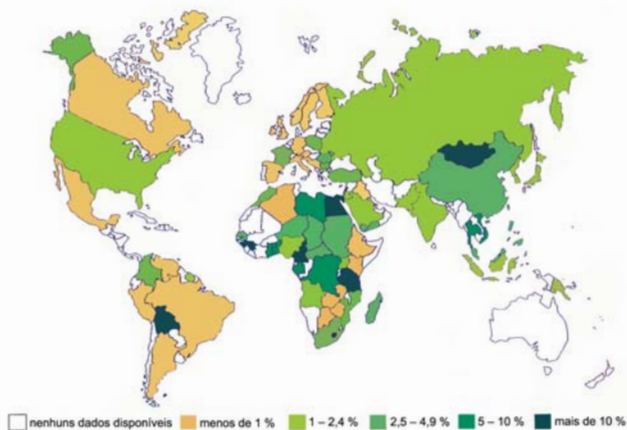 nenhuns dados disponíveis menos de 1 % 1 – 2,4 % 2,5 – 4,9 % 5 – 10 % mais de 10 %